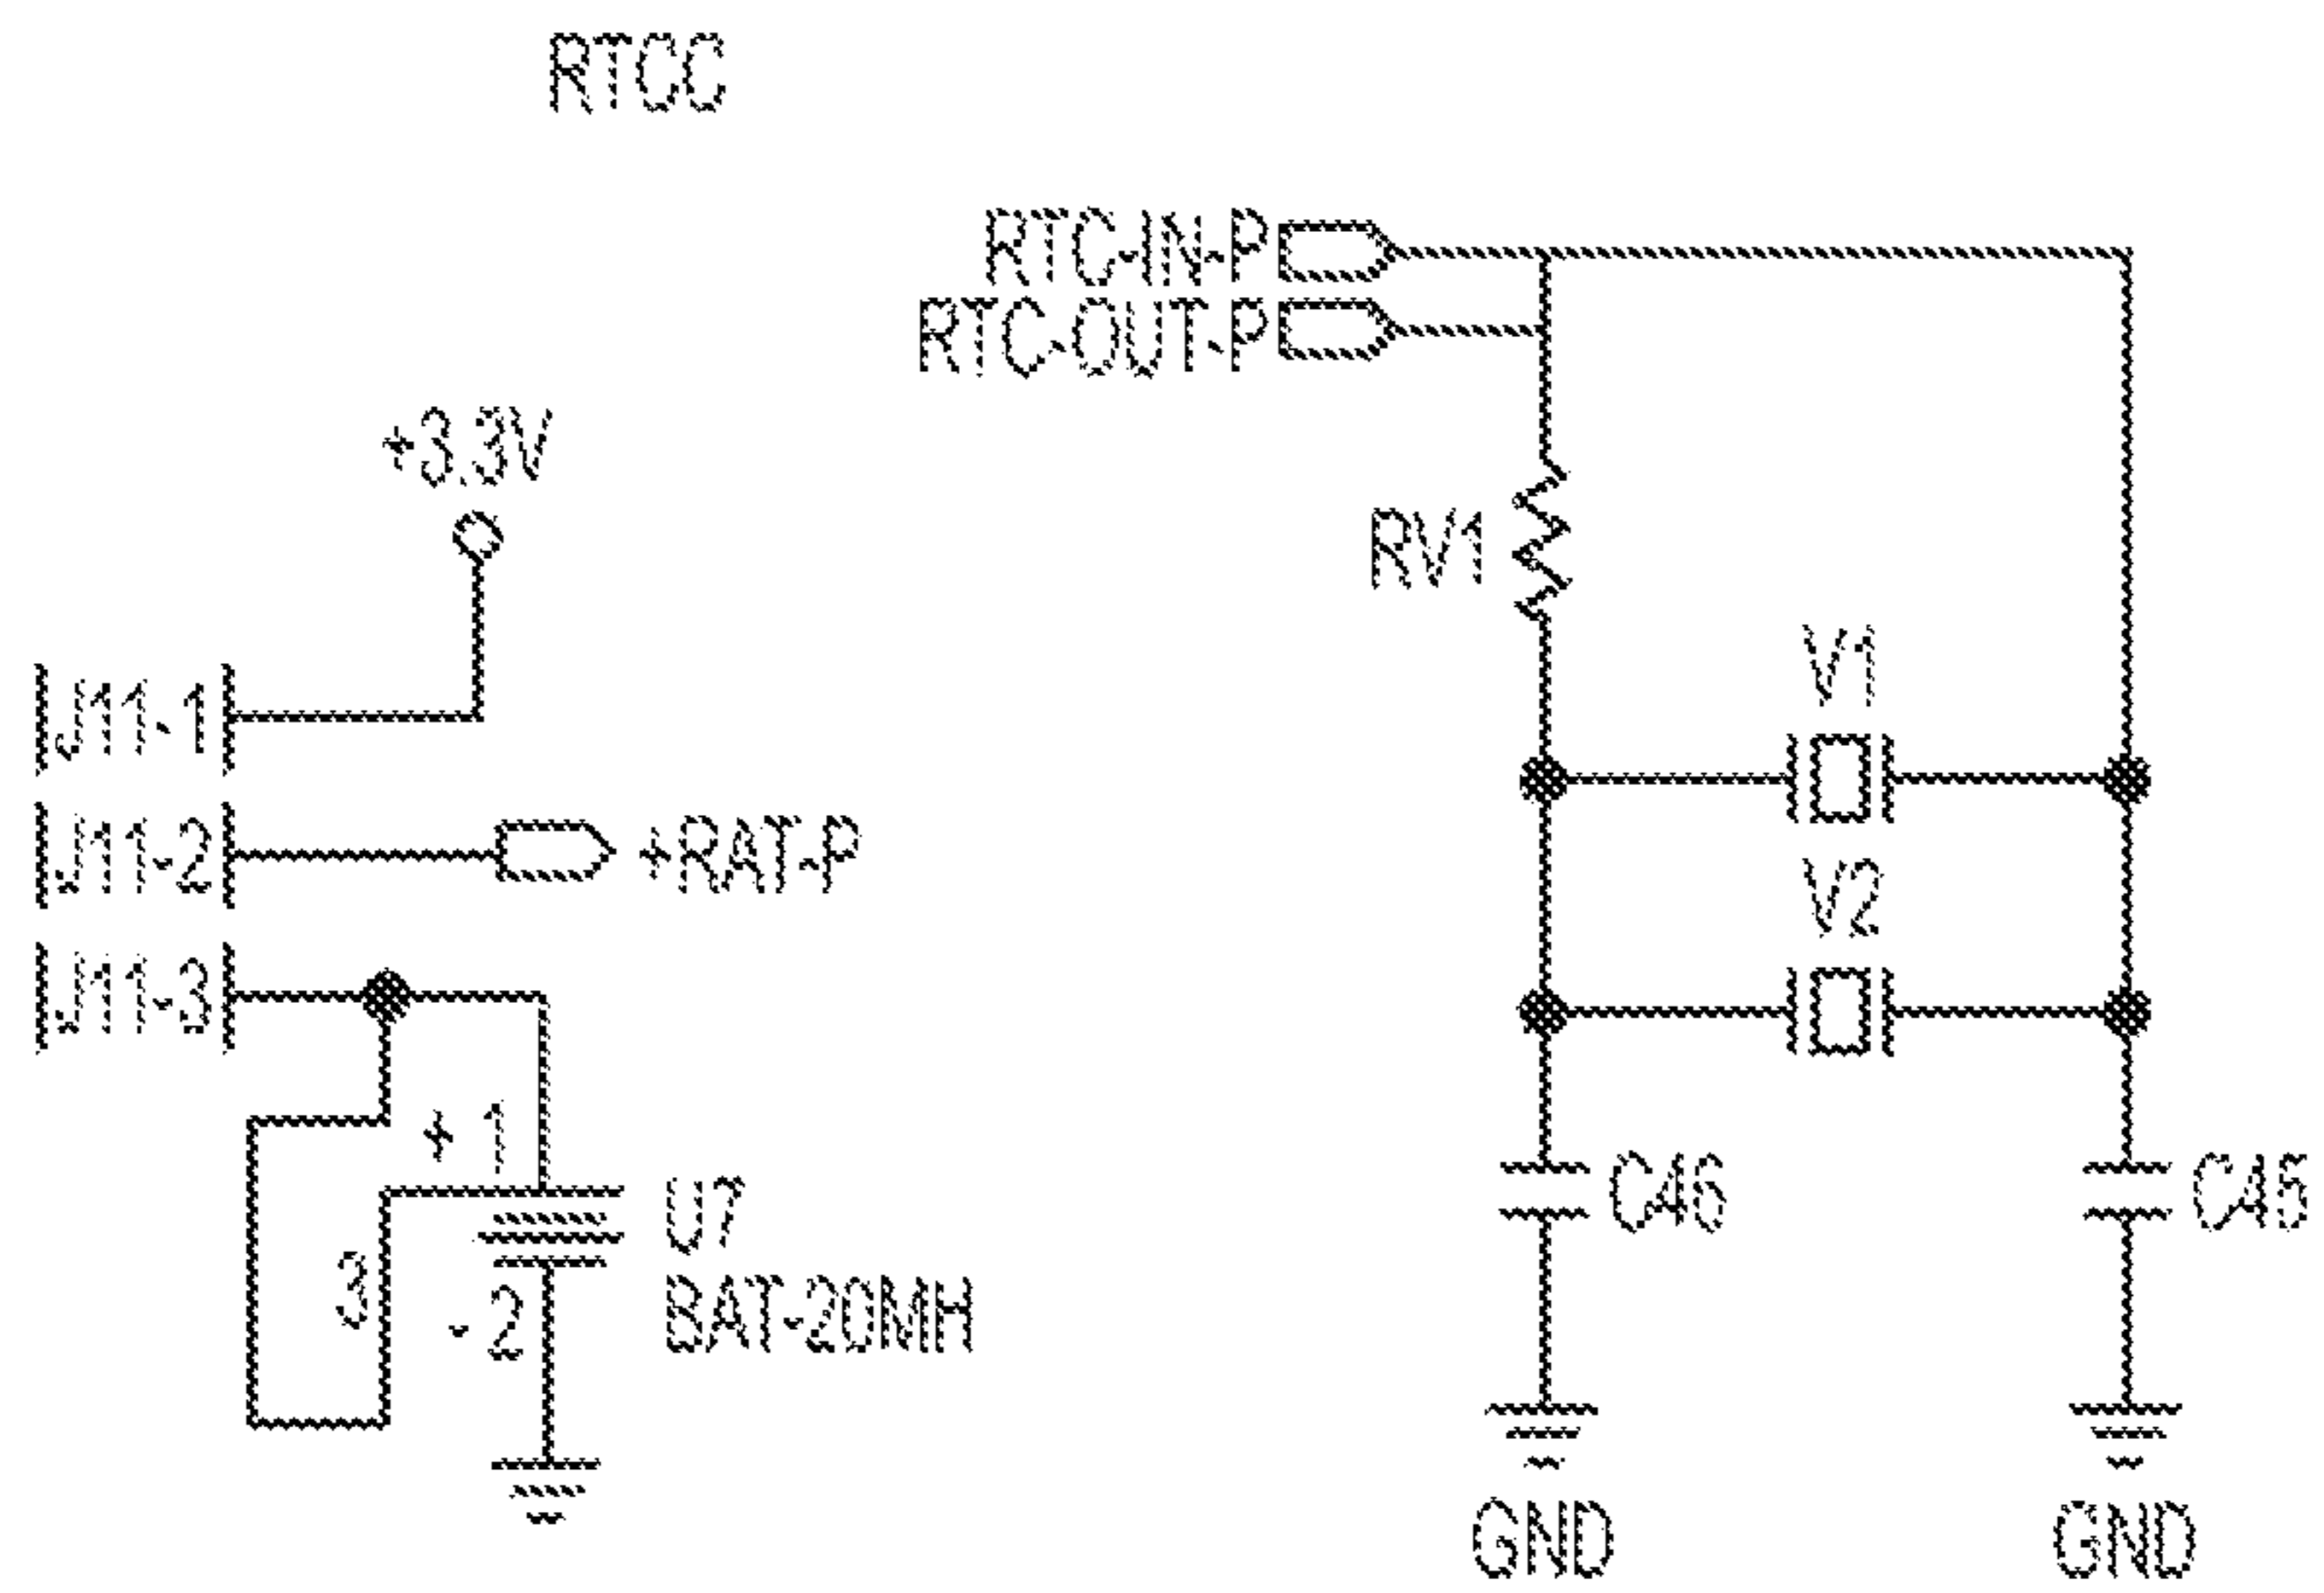 RTCC
RTC-IN-P
RTC-OUT-P
+3.3V
RV1
V1
J11-1
J11-2
+RAT-P
V2
J11-3
+ 1
3
- 2
U7
BAT-20MH
C46
C45
GND
GND